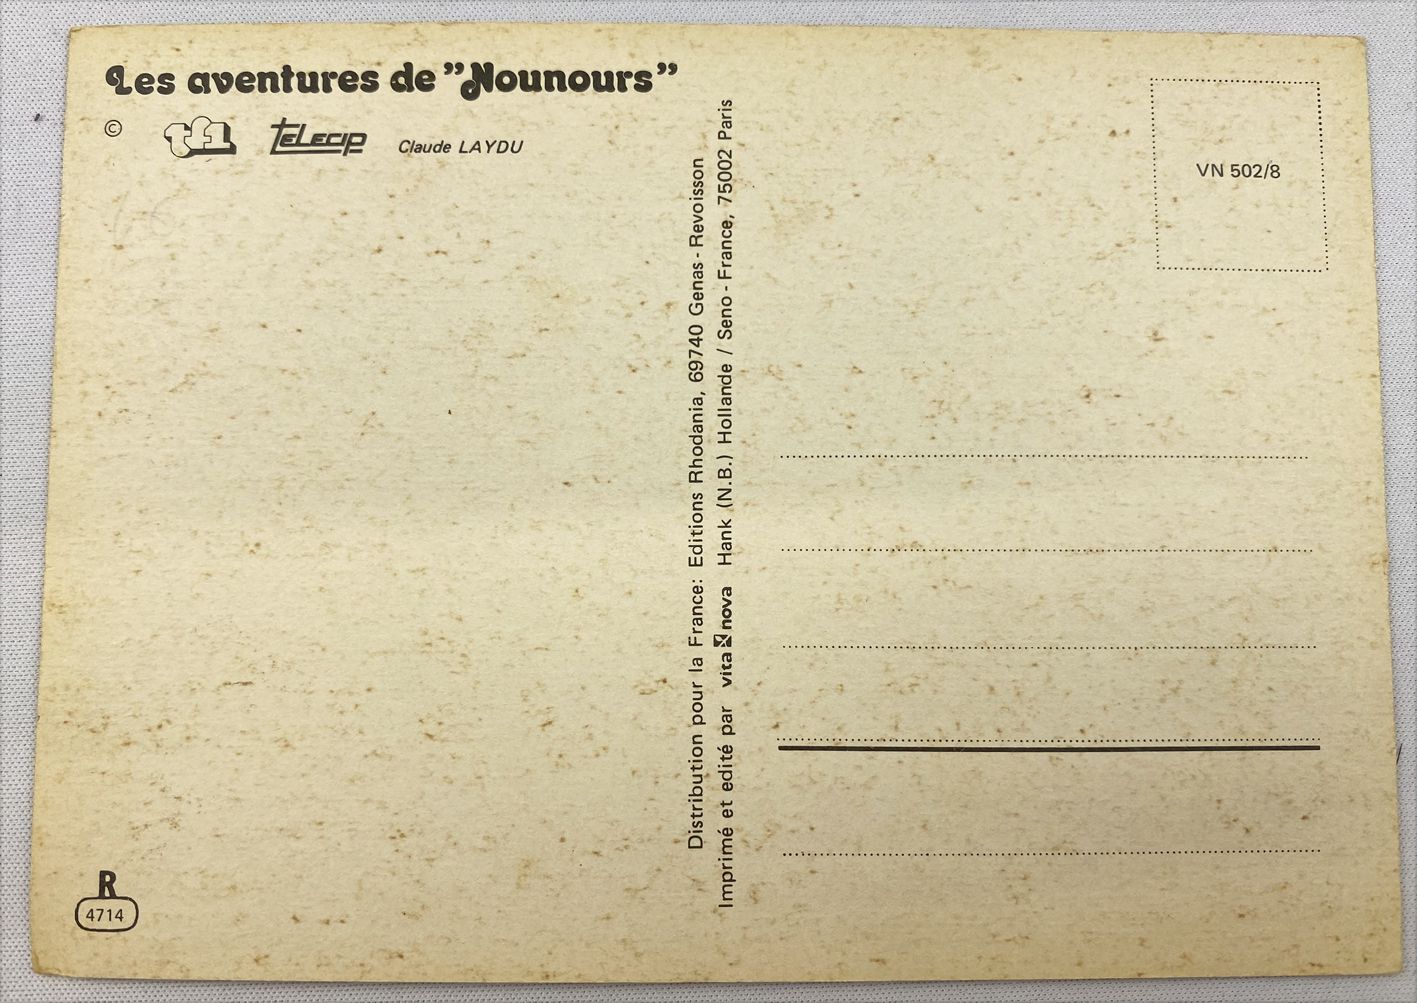 Les aventures de "Nounours"
© tf1 TELECIP Claude LAYDU
VN 502/8
Distribution pour la France: Editions Rhodania, 69740 Genas - Revoisson
Imprimé et edité par vita nova Hank (N.B.) Hollande / Seno - France, 75002 Paris
R
4714